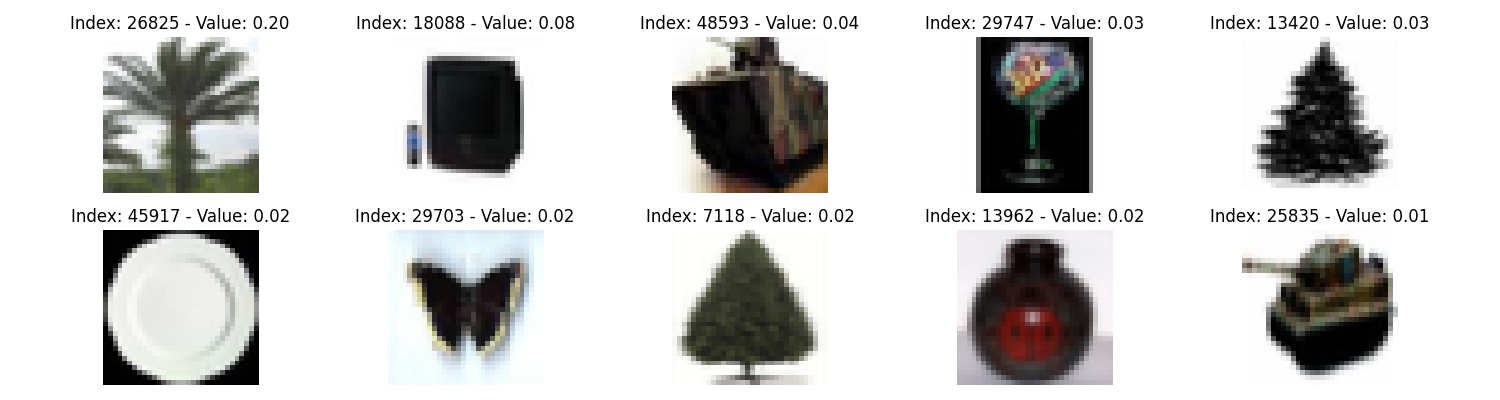 Index: 26825 - Value: 0.20
Index: 18088 - Value: 0.08
Index: 48593 - Value: 0.04
Index: 29747 - Value: 0.03
Index: 13420 - Value: 0.03
Index: 45917 - Value: 0.02
Index: 29703 - Value: 0.02
Index: 7118 - Value: 0.02
Index: 13962 - Value: 0.02
Index: 25835 - Value: 0.01